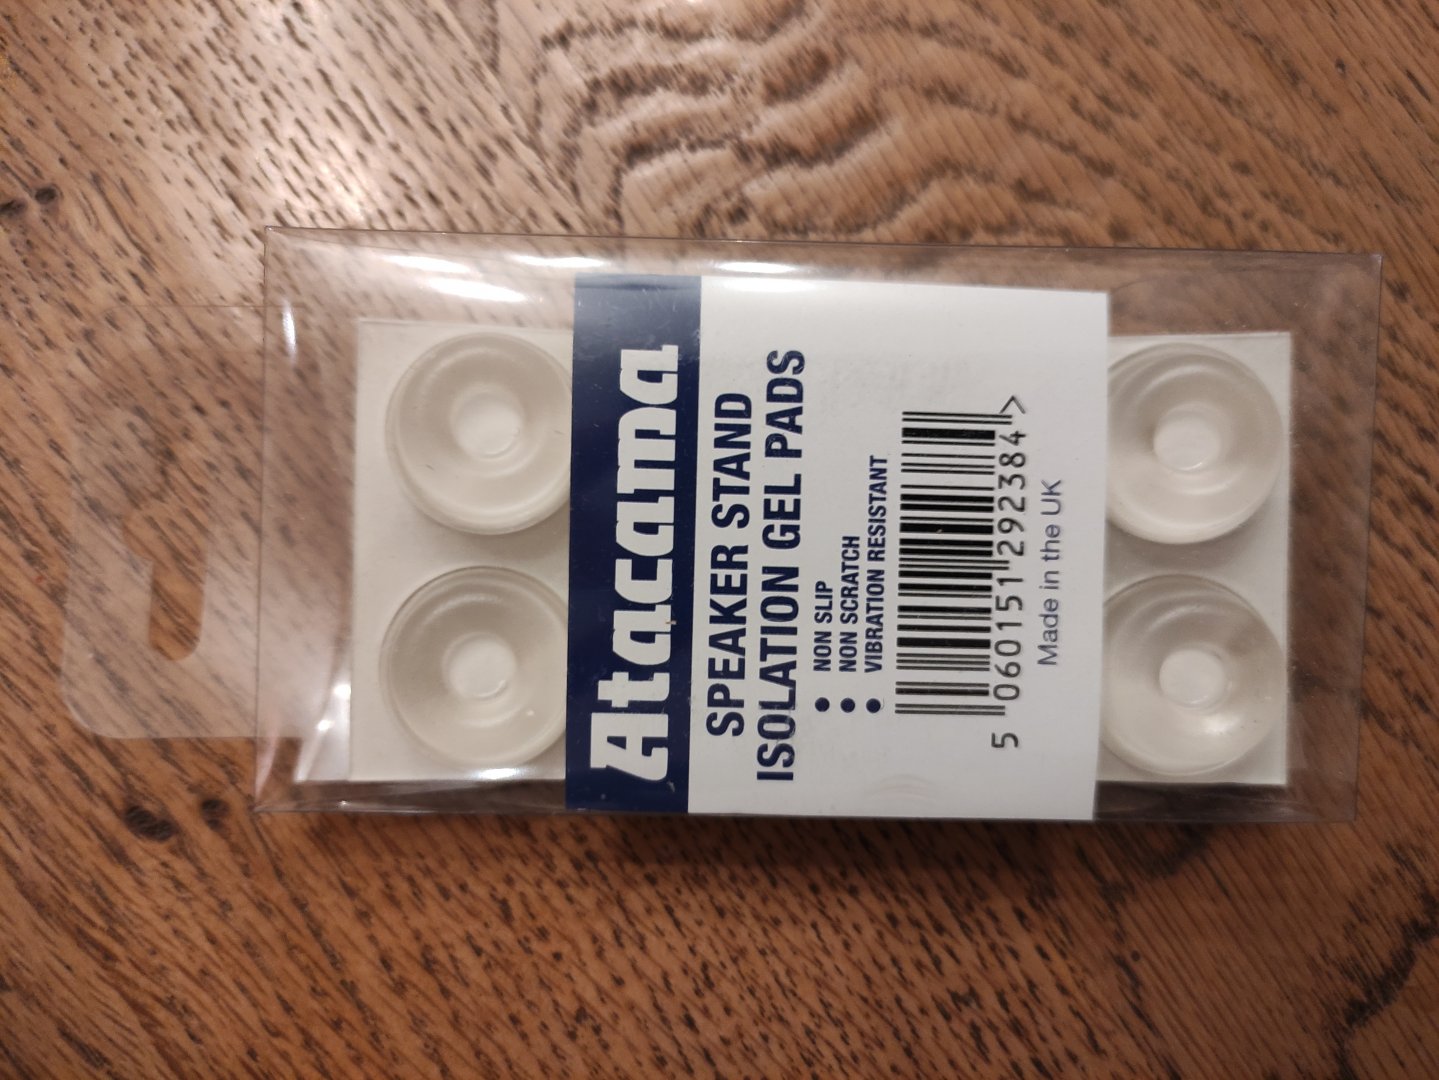 Atacama
SPEAKER STAND
ISOLATION GEL PADS
• NON SLIP
• NON SCRATCH
• VIBRATION RESISTANT
5 060151 292384 >
Made in the UK